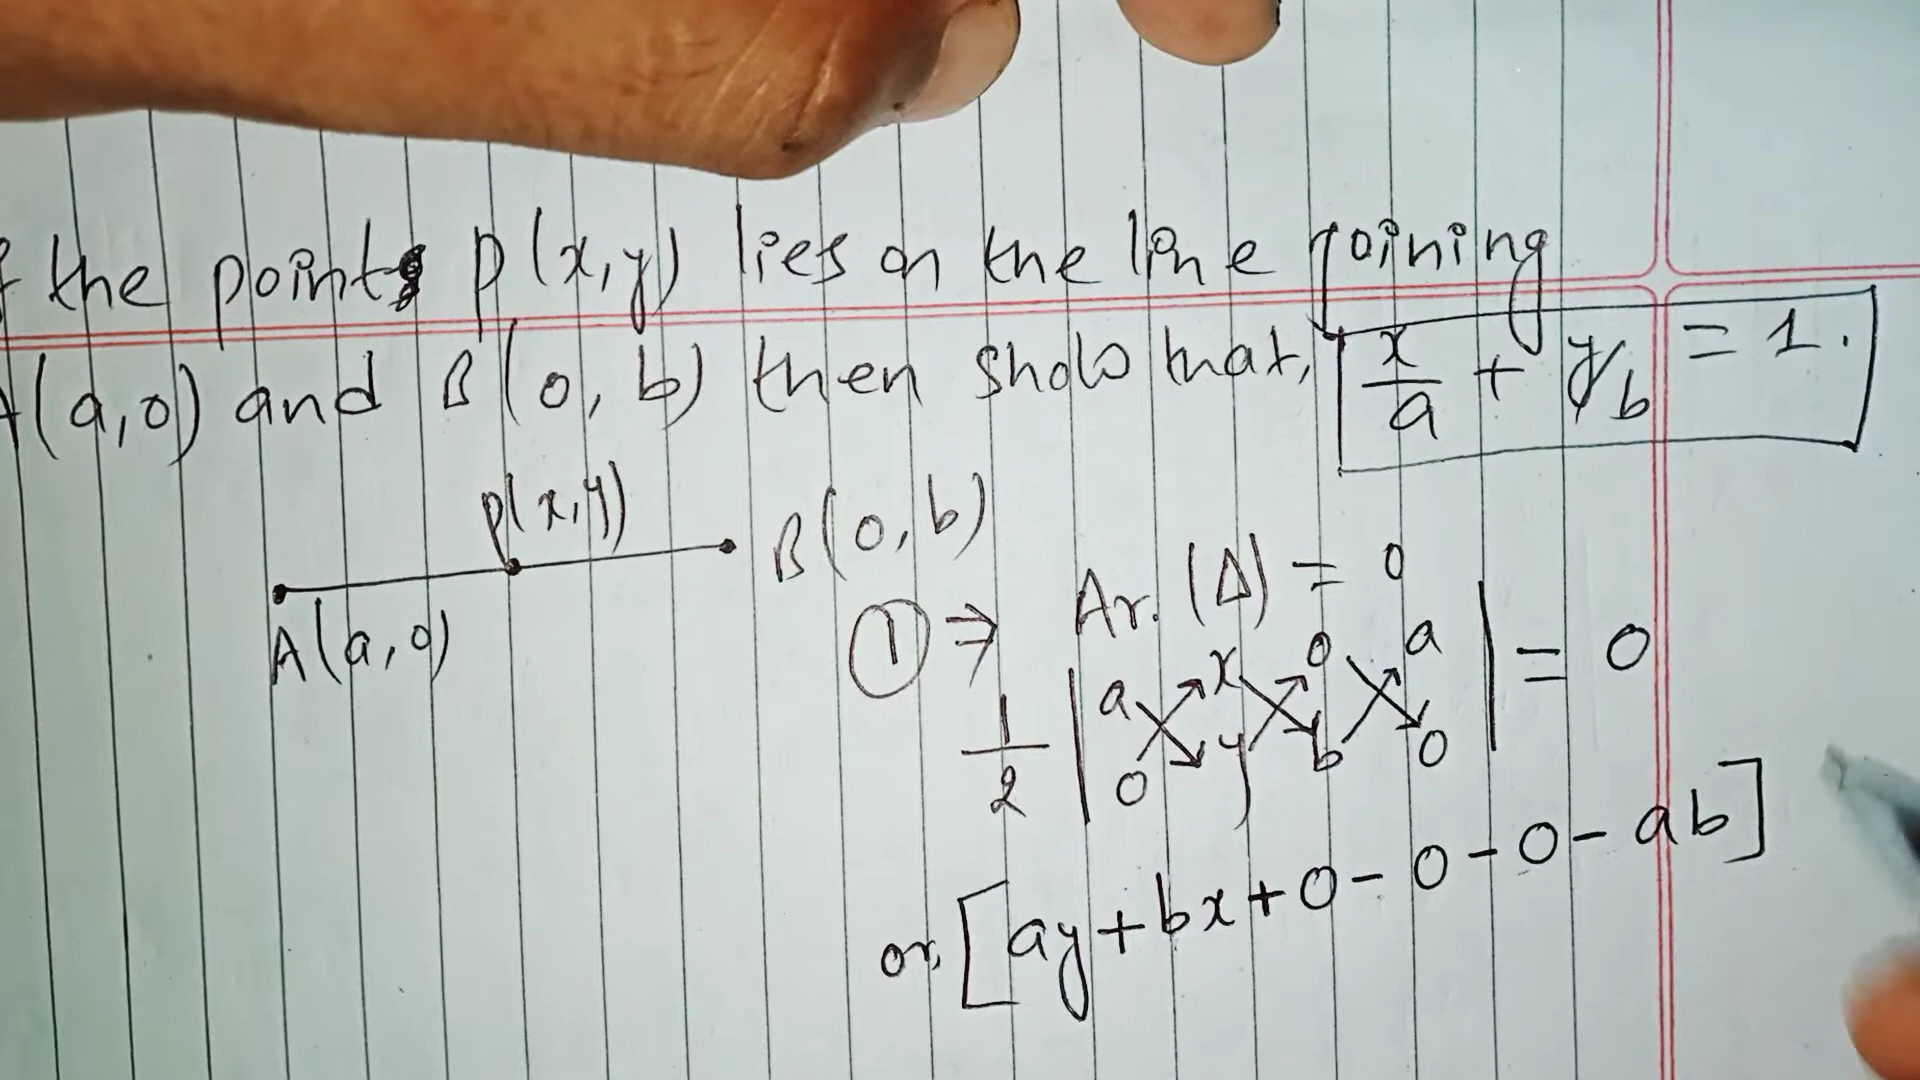 the point P(x,y) lies on the line joining
A(a,0) and B(0, b) then show that, x/a + y/b = 1.
P(x,y)
B(0,b)
A(a,0)
① ⇒ Ar. (Δ) = 0
1/2 | a x 0 a | = 0
0 y b 0
or, [ay+bx+0-0-0-ab]